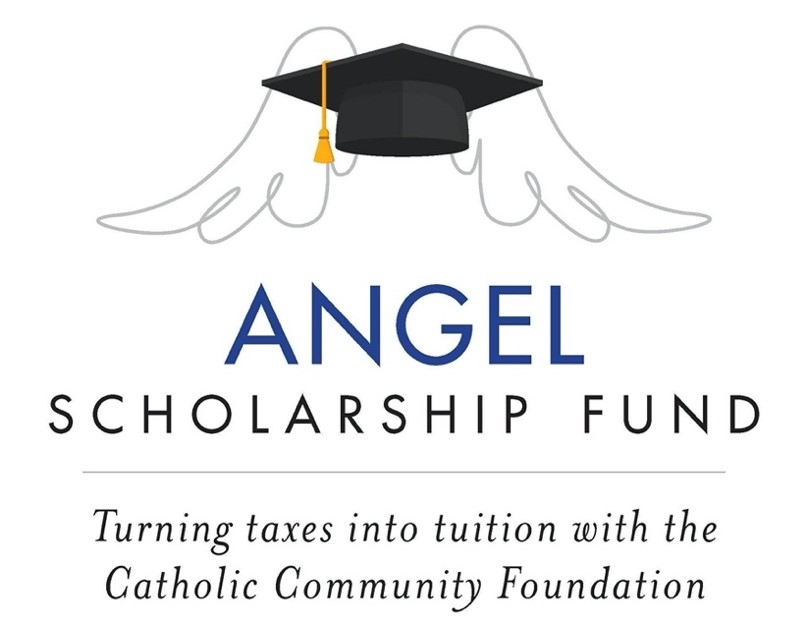 ANGEL
SCHOLARSHIP FUND
Turning taxes into tuition with the
Catholic Community Foundation